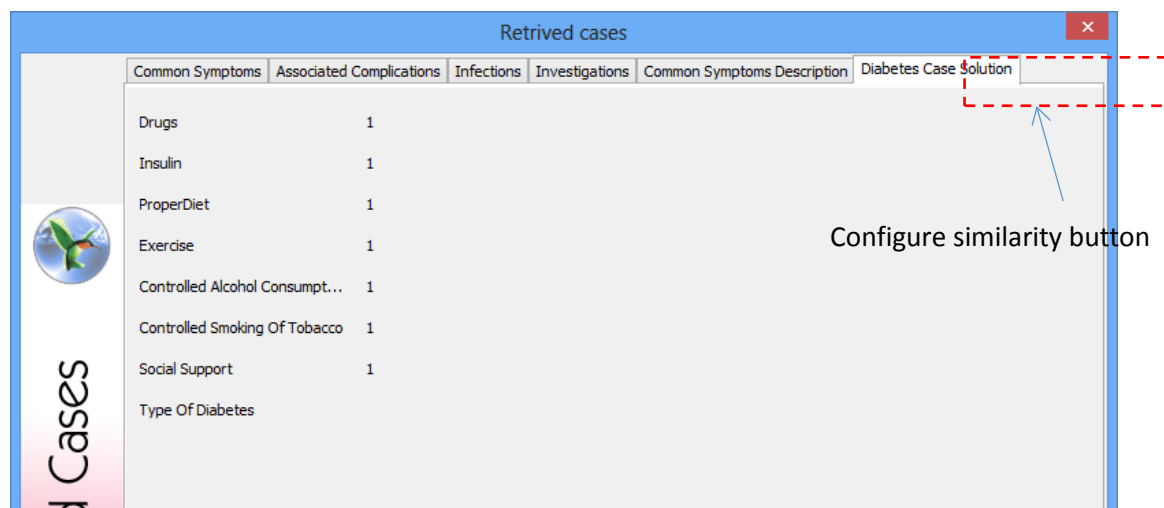 Retrived cases
Common Symptoms Associated Complications Infections Investigations Common Symptoms Description Diabetes Case Solution
Drugs 1
Insulin 1
ProperDiet 1
Exercise 1
Controlled Alcohol Consumpt... 1
Controlled Smoking Of Tobacco 1
Social Support 1
Type Of Diabetes
Configure similarity button
Cases